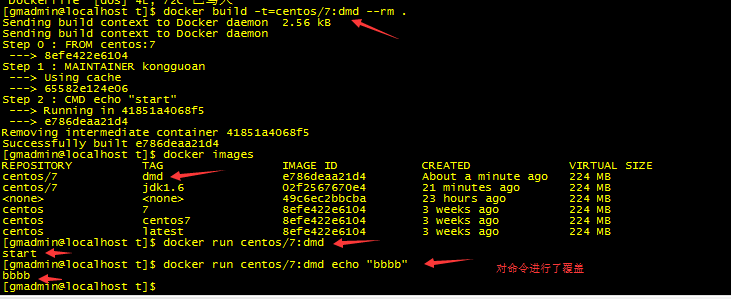 [gmadmin@localhost t]$ docker build -t=centos/7:dmd --rm .
Sending build context to Docker daemon  2.56 kB
Sending build context to Docker daemon
Step 0 : FROM centos:7
 ---> 8efe422e6104
Step 1 : MAINTAINER kongguoan
 ---> Using cache
 ---> 65582e124e06
Step 2 : CMD echo "start"
 ---> Running in 41851a4068f5
 ---> e786deaa21d4
Removing intermediate container 41851a4068f5
Successfully built e786deaa21d4
[gmadmin@localhost t]$ docker images
REPOSITORY TAG IMAGE ID CREATED VIRTUAL SIZE
centos/7 dmd e786deaa21d4 About a minute ago 224 MB
centos/7 jdk1.6 02f2567670e4 21 minutes ago 224 MB
<none> <none> 49c6ec2bbcba 23 hours ago 224 MB
centos 7 8efe422e6104 3 weeks ago 224 MB
centos centos7 8efe422e6104 3 weeks ago 224 MB
centos latest 8efe422e6104 3 weeks ago 224 MB
[gmadmin@localhost t]$ docker run centos/7:dmd
start
[gmadmin@localhost t]$ docker run centos/7:dmd echo "bbbb" 对命令进行了覆盖
bbbb
[gmadmin@localhost t]$